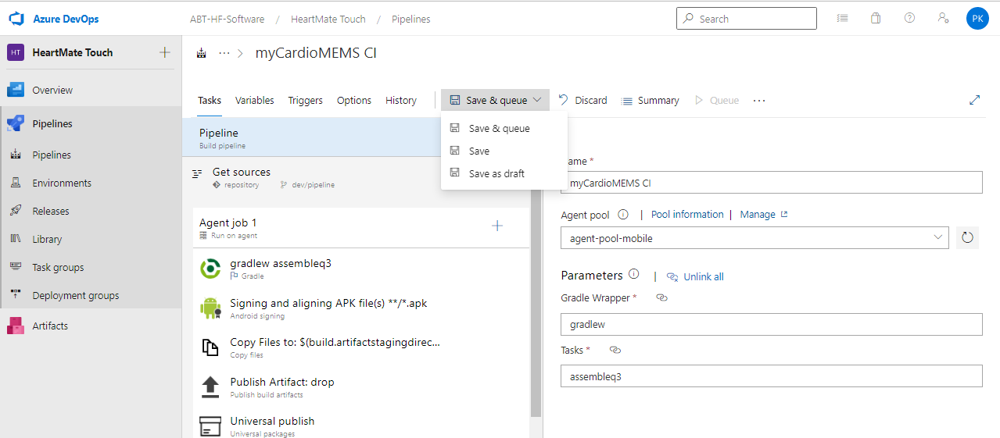 Azure DevOps
ABT-HF-Software / HeartMate Touch / Pipelines
Search
PK
HT HeartMate Touch
Overview
Pipelines
Pipelines
Environments
Releases
Library
Task groups
Deployment groups
Artifacts
··· > myCardioMEMS CI
Tasks Variables Triggers Options History Save & queue Discard Summary Queue ···
Save & queue
Save
Save as draft
Pipeline
Build pipeline
Get sources
repository dev/pipeline
Agent job 1
Run on agent
gradlew assembleq3
Gradle
Signing and aligning APK file(s) **/*.apk
Android signing
Copy Files to: $(build.artifactstagingdirec...
Copy files
Publish Artifact: drop
Publish build artifacts
Universal publish
Universal packages
ame *
myCardioMEMS CI
Agent pool | Pool information | Manage
agent-pool-mobile
Parameters | Unlink all
Gradle Wrapper *
gradlew
Tasks *
assembleq3